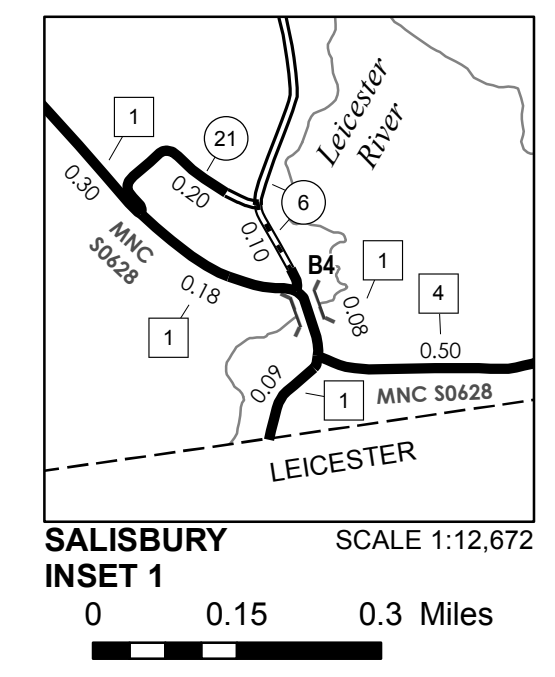 Leicester
River
1
21
0.30
0.20
6
MNC
S0628
0.10
B4
1
0.18
0.08
4
1
0.50
0.09
1
MNC S0628
LEICESTER
SALISBURY
INSET 1
SCALE 1:12,672
0 0.15 0.3 Miles